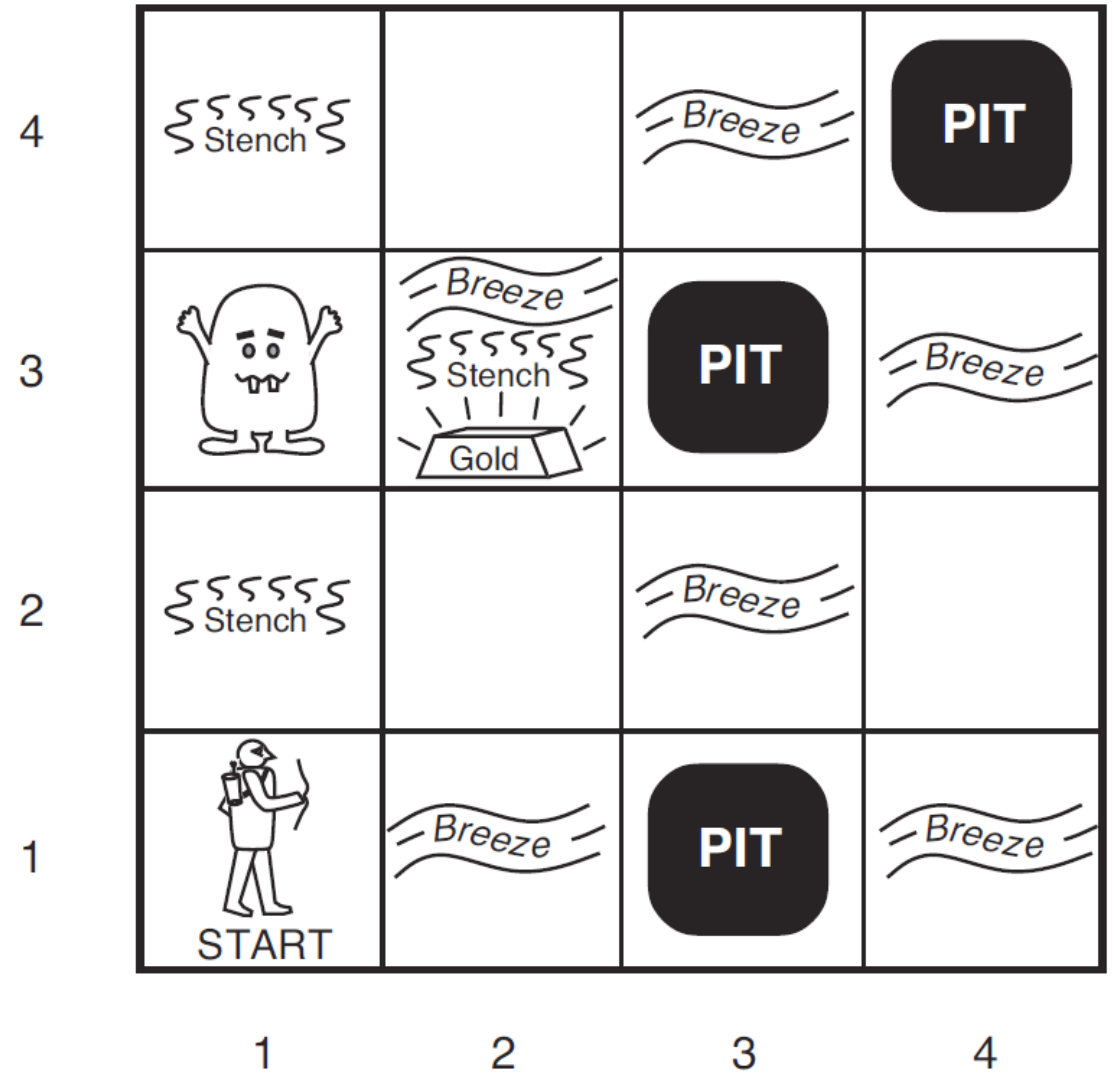 4
Stench
Breeze
PIT
3
Breeze
Stench
Gold
PIT
Breeze
2
Stench
Breeze
1
START
Breeze
PIT
Breeze
1 2 3 4